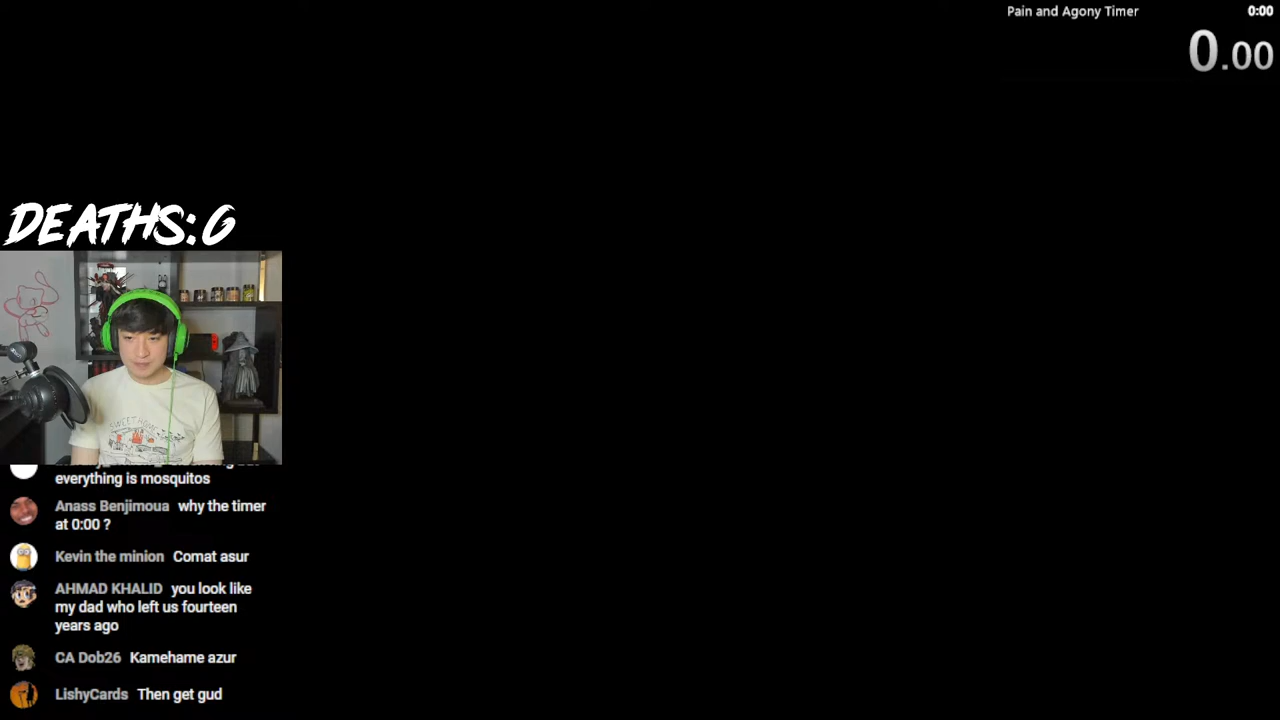 Pain and Agony Timer 0:00
0.00
DEATHS:6
everything is mosquitos
Anass Benjimoua why the timer
at 0:00 ?
Kevin the minion Comat asur
AHMAD KHALID you look like
my dad who left us fourteen
years ago
CA Dob26 Kamehame azur
LishyCards Then get gud